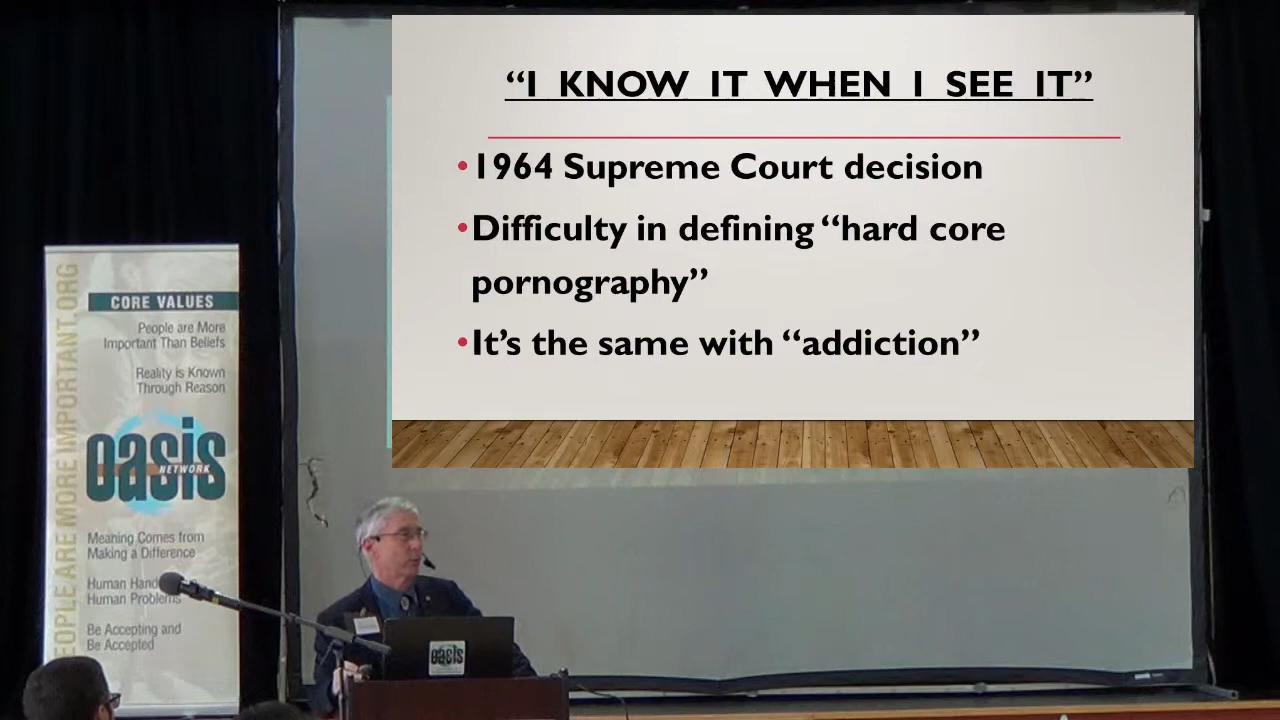 “I KNOW IT WHEN I SEE IT”
•1964 Supreme Court decision
•Difficulty in defining “hard core
pornography”
•It’s the same with “addiction”
PEOPLE ARE MORE IMPORTANT.ORG
CORE VALUES
People are More
Important Than Beliefs
Reality is Known
Through Reason
oasis
NETWORK
Meaning Comes from
Making a Difference
Human
Human Problems
Be Accepting and
Be Accepted
oasis